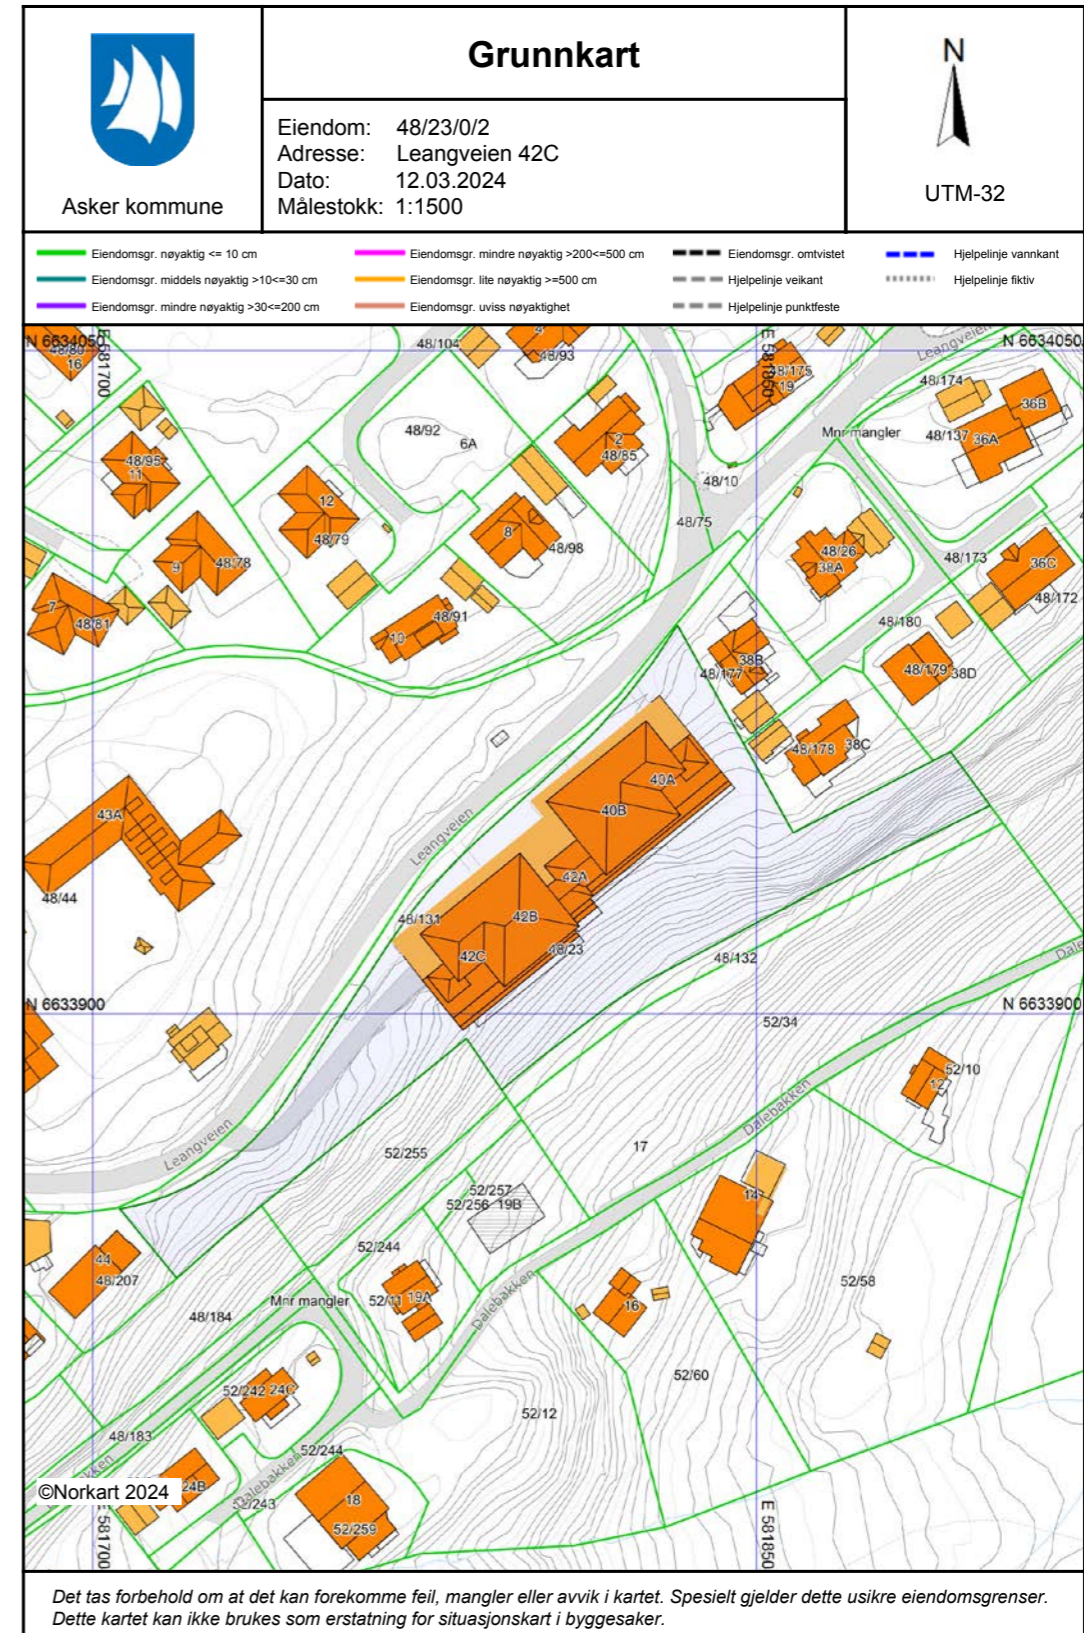 Grunnkart
Asker kommune
Eiendom: 48/23/0/2
Adresse: Leangveien 42C
Dato: 12.03.2024
Målestokk: 1:1500
N
UTM-32
Eiendomsgr. nøyaktig <= 10 cm
Eiendomsgr. middels nøyaktig >10<=30 cm
Eiendomsgr. mindre nøyaktig >30<=200 cm
Eiendomsgr. mindre nøyaktig >200<=500 cm
Eiendomsgr. lite nøyaktig >=500 cm
Eiendomsgr. uviss nøyaktighet
Eiendomsgr. omtvistet
Hjelpelinje veikant
Hjelpelinje punktfeste
Hjelpelinje vannkant
Hjelpelinje fiktiv
N 6634050
E 581700
E 581850
N 6634050
48/80
16
48/104
4
48/93
48/175
19
Leangveien
48/174
36B
48/92
6A
2
48/85
Mnr mangler
48/137
36A
48/95
11
12
48/79
48/10
48/75
8
48/98
48/26
38A
48/173
36C
48/172
9
48/78
7
48/81
48/91
10
48/180
38B
48/177
48/179
38D
48/178
38C
40A
40B
43A
Leangveien
48/44
42A
48/131
42B
48/23
42C
48/132
N 6633900
N 6633900
52/34
52/10
12
Dalebakken
Leangveien
52/255
17
52/257
52/256
19B
14
52/244
44
48/207
Mnr mangler
52/11
19A
Dalebakken
52/58
16
48/184
52/60
52/242
24C
52/12
48/183
52/244
Dalebakken
24B
18
52/259
©Norkart 2024
E 581700
E 581850
Det tas forbehold om at det kan forekomme feil, mangler eller avvik i kartet. Spesielt gjelder dette usikre eiendomsgrenser.
Dette kartet kan ikke brukes som erstatning for situasjonskart i byggesaker.